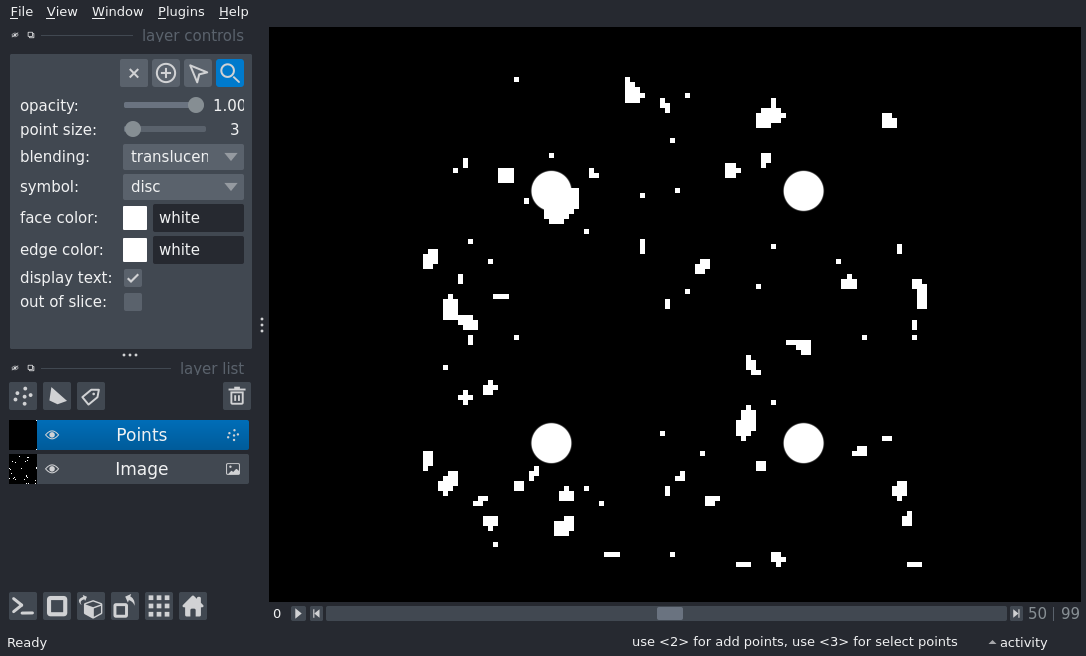 File View Window Plugins Help
layer controls
opacity: 1.00
point size: 3
blending: translucen
symbol: disc
face color: white
edge color: white
display text:
out of slice:
layer list
Points
Image
0 50 99
Ready use <2> for add points, use <3> for select points activity